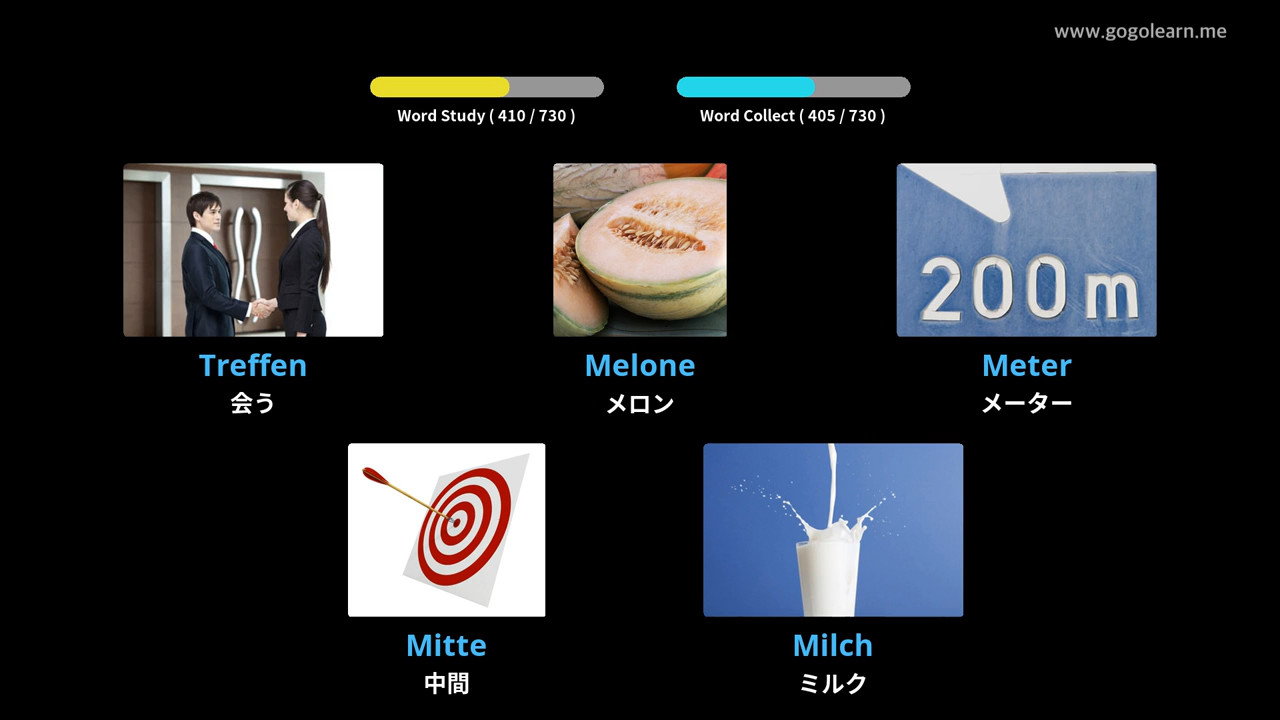 www.gogolearn.me
Word Study ( 410 / 730 )
Word Collect ( 405 / 730 )
200m
Treffen
会う
Melone
メロン
Meter
メーター
Mitte
中間
Milch
ミルク